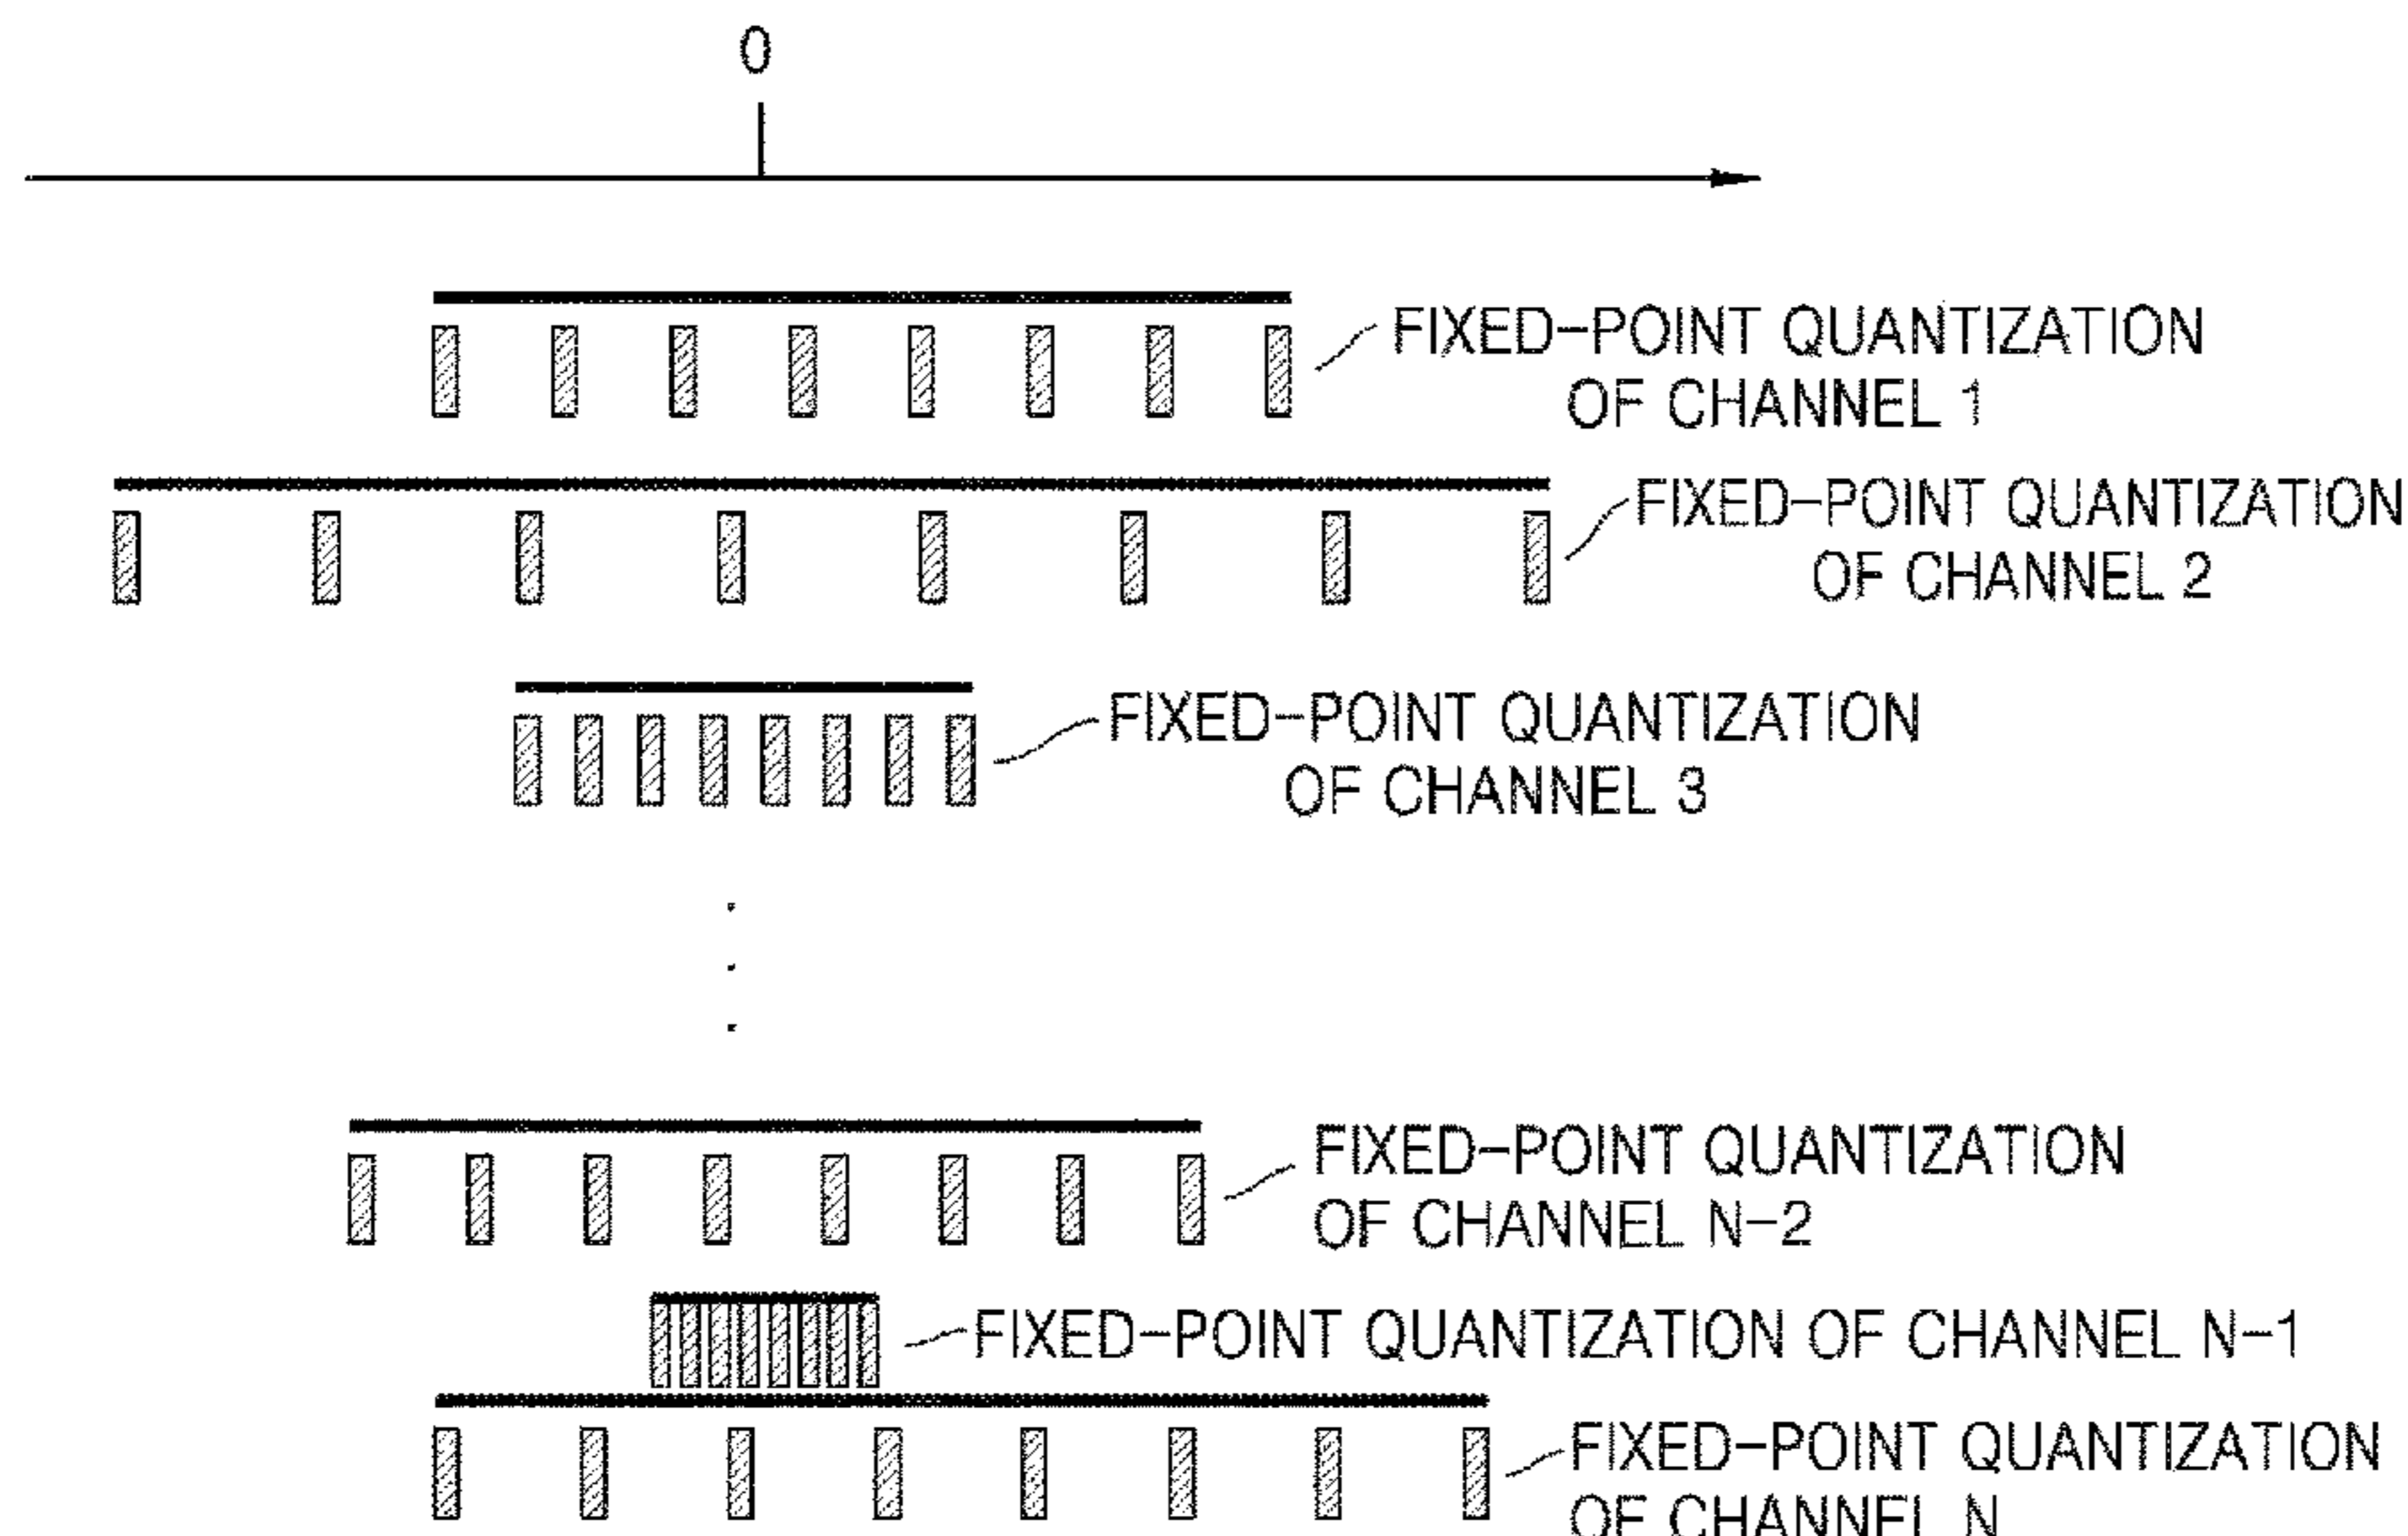 0
FIXED-POINT QUANTIZATION
OF CHANNEL 1
FIXED-POINT QUANTIZATION
OF CHANNEL 2
FIXED-POINT QUANTIZATION
OF CHANNEL 3
FIXED-POINT QUANTIZATION
OF CHANNEL N-2
FIXED-POINT QUANTIZATION OF CHANNEL N-1
FIXED-POINT QUANTIZATION
OF CHANNEL N